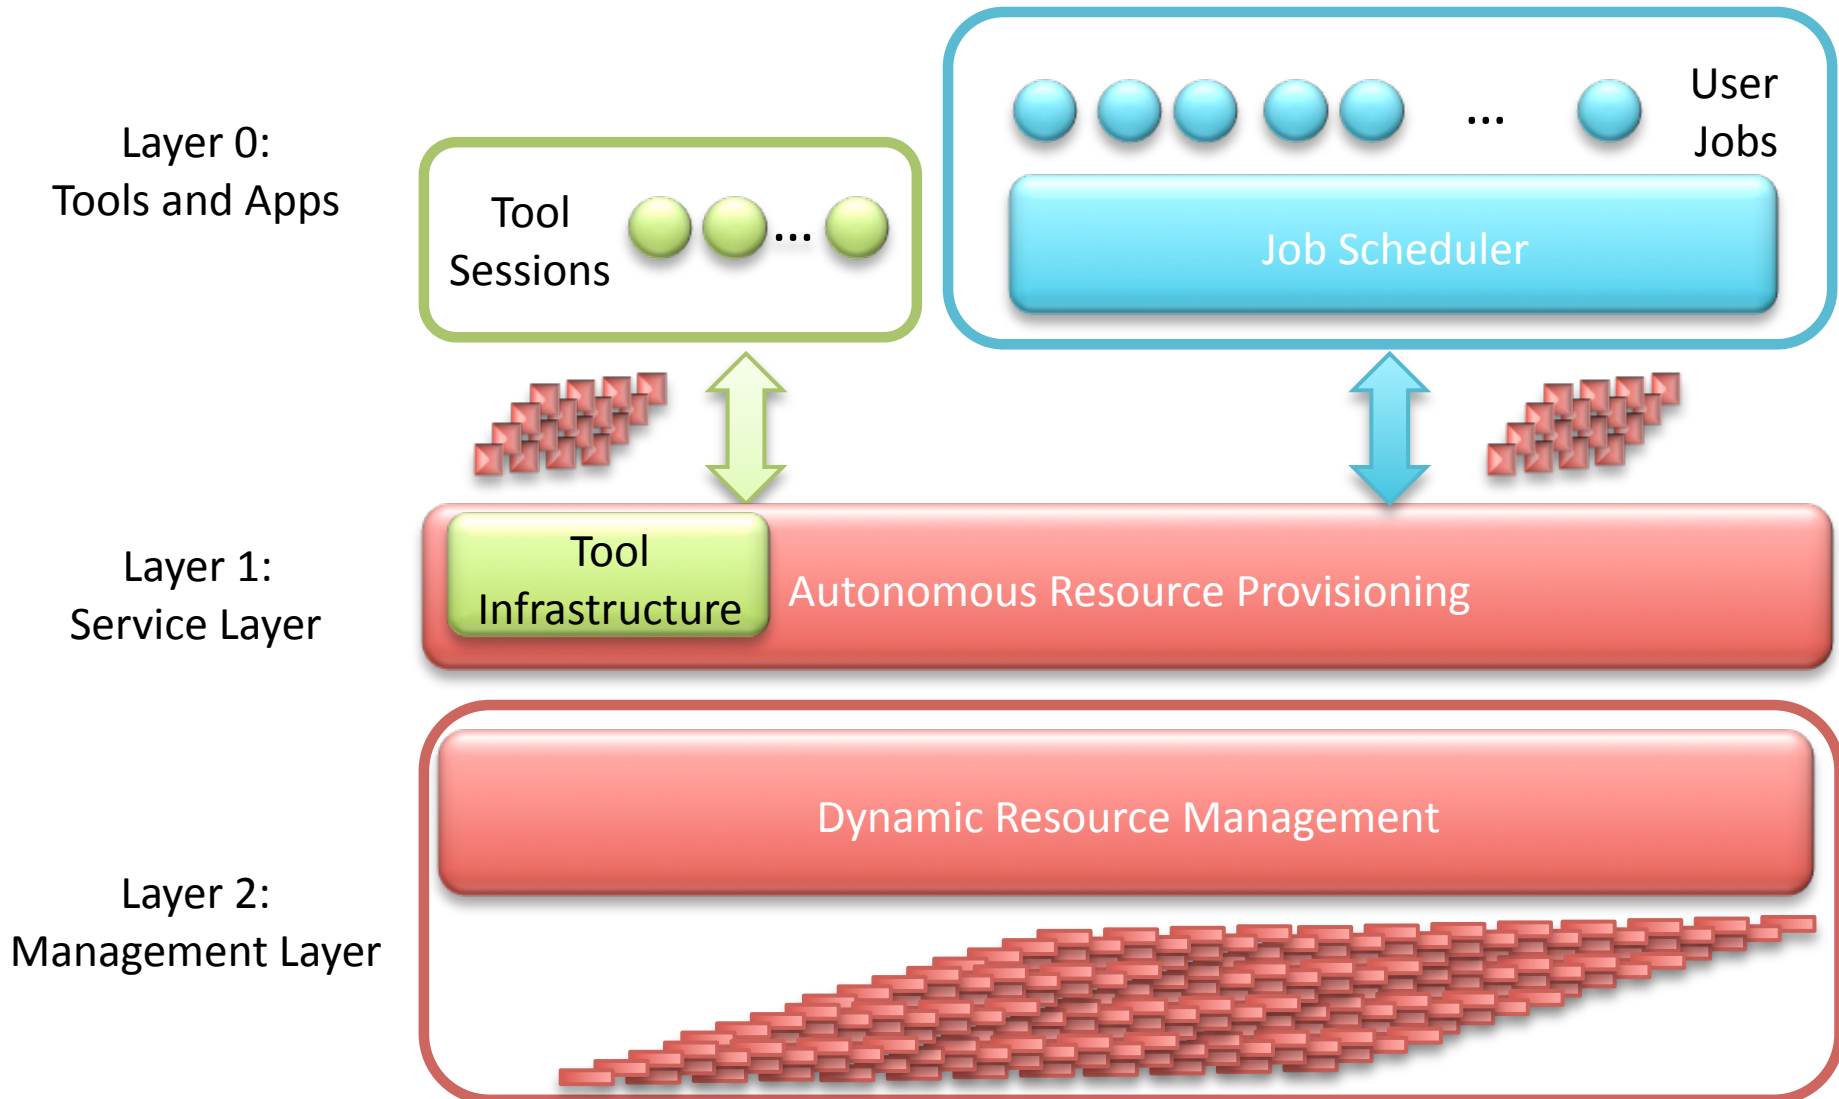 Layer 0:
Tools and Apps
Tool
Sessions
...
...
User
Jobs
Job Scheduler
Layer 1:
Service Layer
Tool
Infrastructure
Autonomous Resource Provisioning
Layer 2:
Management Layer
Dynamic Resource Management